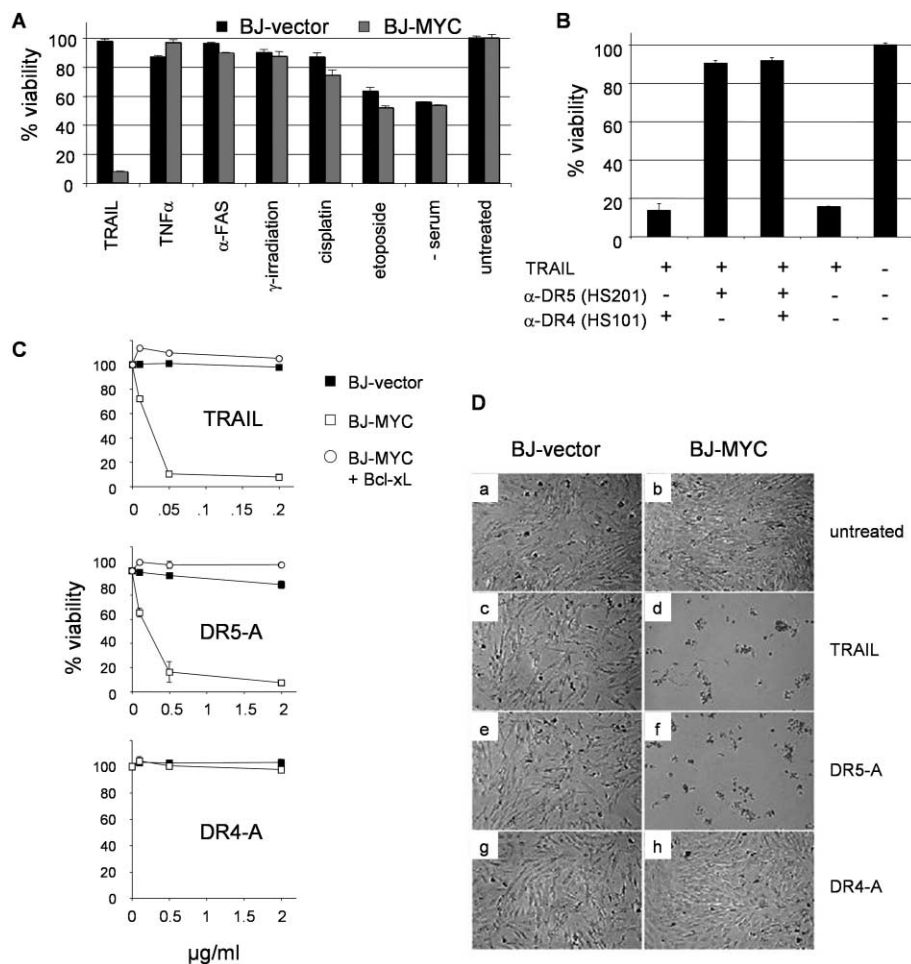 A
BJ-vector BJ-MYC
% viability
100
80
60
40
20
0
TRAIL
TNFα
α-FAS
γ-irradiation
cisplatin
etoposide
- serum
untreated
B
% viability
100
80
60
40
20
0
TRAIL + + + + -
α-DR5 (HS201) - + + - -
α-DR4 (HS101) + - + - -
C
100
80
60
40
20
0
TRAIL
0 .05 .1 .15 .2
BJ-vector
BJ-MYC
BJ-MYC
+ Bcl-xL
% viability
100
80
60
40
20
0
DR5-A
0 0.5 1 2
100
80
60
40
20
0
DR4-A
0 0.5 1 2
µg/ml
D
BJ-vector BJ-MYC
a b untreated
c d TRAIL
e f DR5-A
g h DR4-A